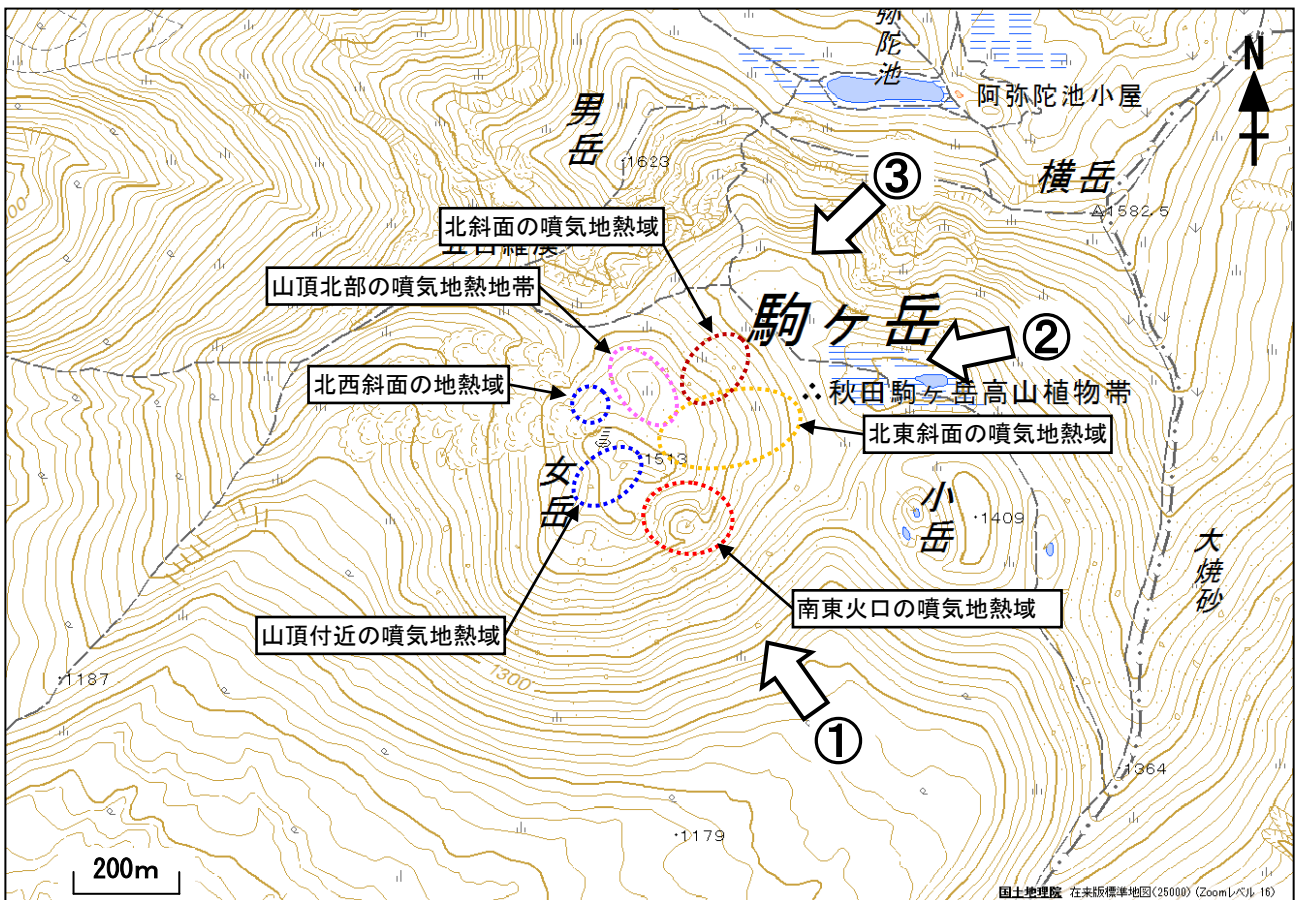 弥陀池
N
阿弥陀池小屋
男岳
1623
③
横岳
1582.5
北斜面の噴気地熱域
山頂北部の噴気地熱地帯
駒ヶ岳
②
北西斜面の地熱域
秋田駒ヶ岳高山植物帯
北東斜面の噴気地熱域
1513
女岳
小岳
1409
大焼砂
南東火口の噴気地熱域
山頂付近の噴気地熱域
1187
1300
①
1364
1179
200m
国土地理院 在来版標準地図(25000) (Zoomレベル 16)